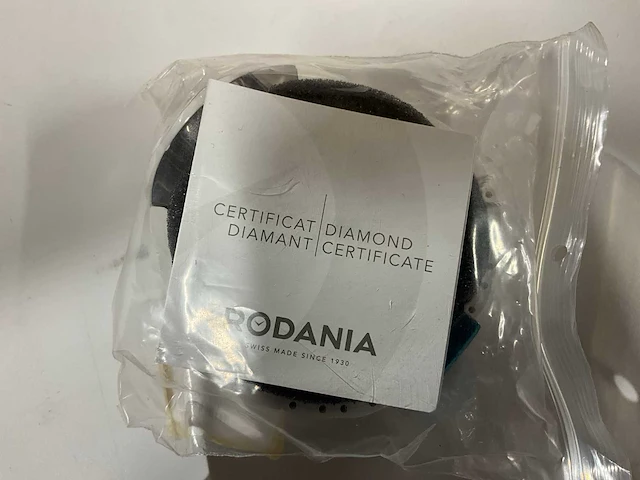 CERTIFICAT DIAMOND
DIAMANT CERTIFICATE
RODANIA
SWISS MADE SINCE 1930